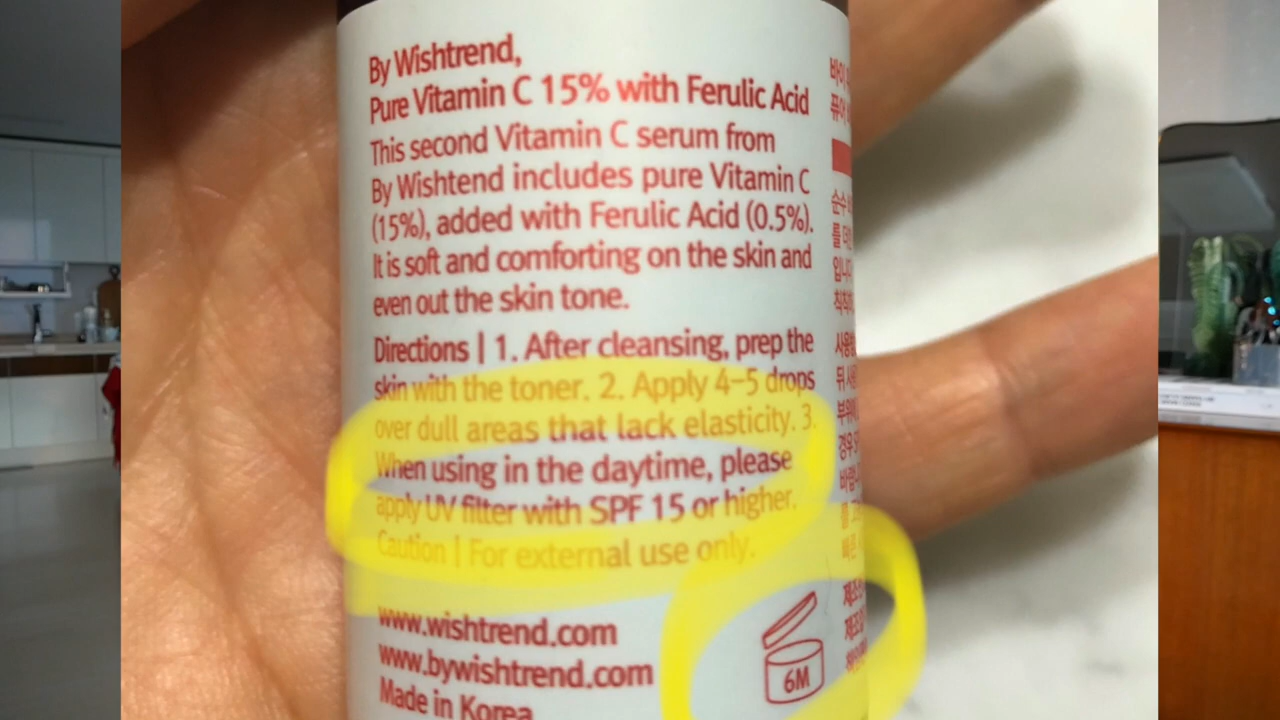 By Wishtrend,
Pure Vitamin C 15% with Ferulic Acid
This second Vitamin C serum from
By Wishtend includes pure Vitamin C
(15%), added with Ferulic Acid (0.5%).
It is soft and comforting on the skin and
even out the skin tone.
Directions | 1. After cleansing, prep the
skin with the toner. 2. Apply 4-5 drops
over dull areas that lack elasticity. 3.
When using in the daytime, please
apply UV filter with SPF 15 or higher.
Caution | For external use only.
www.wishtrend.com
www.bywishtrend.com
Made in Korea
6M